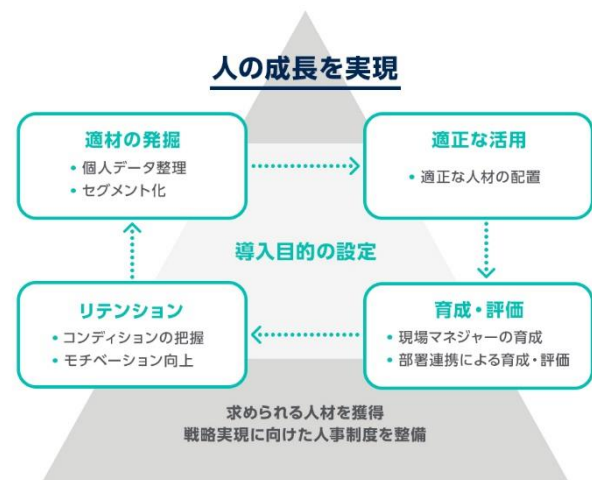 人の成長を実現
適材の発掘
• 個人データ整理
• セグメント化
適正な活用
• 適正な人材の配置
導入目的の設定
リテンション
• コンディションの把握
• モチベーション向上
育成・評価
• 現場マネジャーの育成
• 部署連携による育成・評価
求められる人材を獲得
戦略実現に向けた人事制度を整備